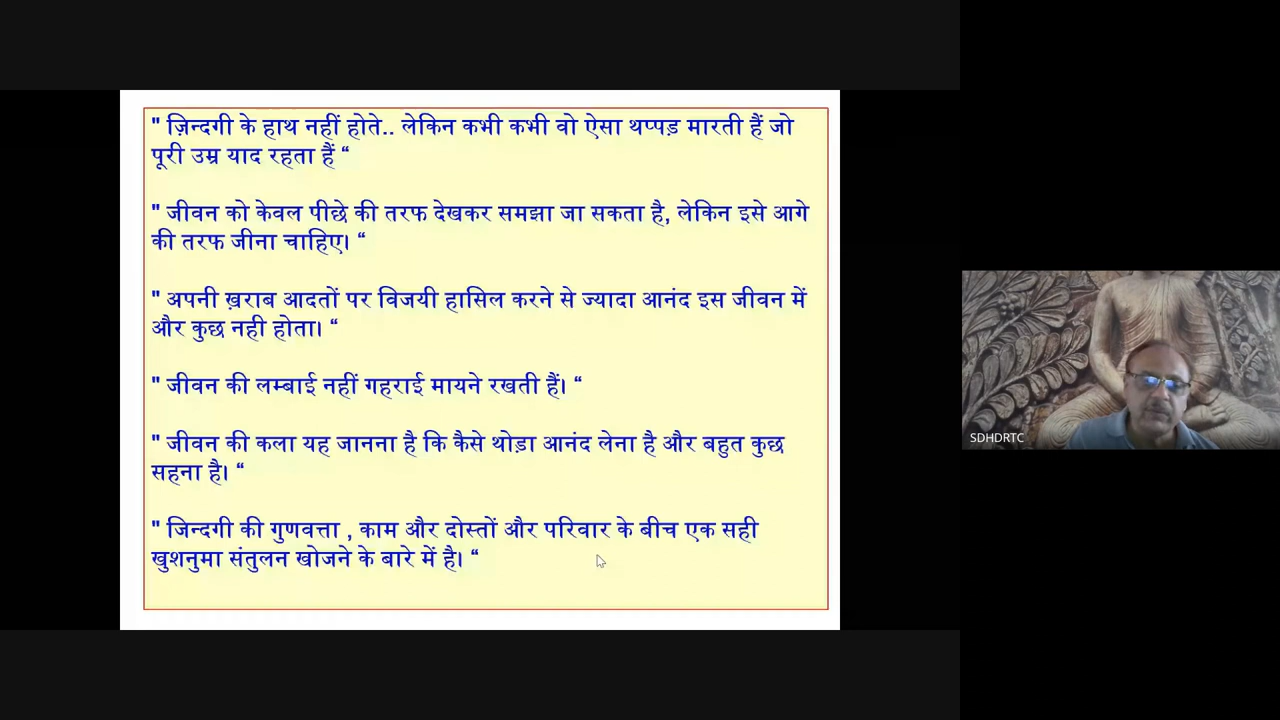 " ज़िन्दगी के हाथ नहीं होते.. लेकिन कभी कभी वो ऐसा थप्पड़ मारती हैं जो
पूरी उम्र याद रहता हैं “
" जीवन को केवल पीछे की तरफ देखकर समझा जा सकता है, लेकिन इसे आगे
की तरफ जीना चाहिए। “
" अपनी ख़राब आदतों पर विजयी हासिल करने से ज्यादा आनंद इस जीवन में
और कुछ नही होता। “
" जीवन की लम्बाई नहीं गहराई मायने रखती हैं। “
" जीवन की कला यह जानना है कि कैसे थोड़ा आनंद लेना है और बहुत कुछ
सहना है। “
" जिन्दगी की गुणवत्ता , काम और दोस्तों और परिवार के बीच एक सही
खुशनुमा संतुलन खोजने के बारे में है। “
SDHDRTC